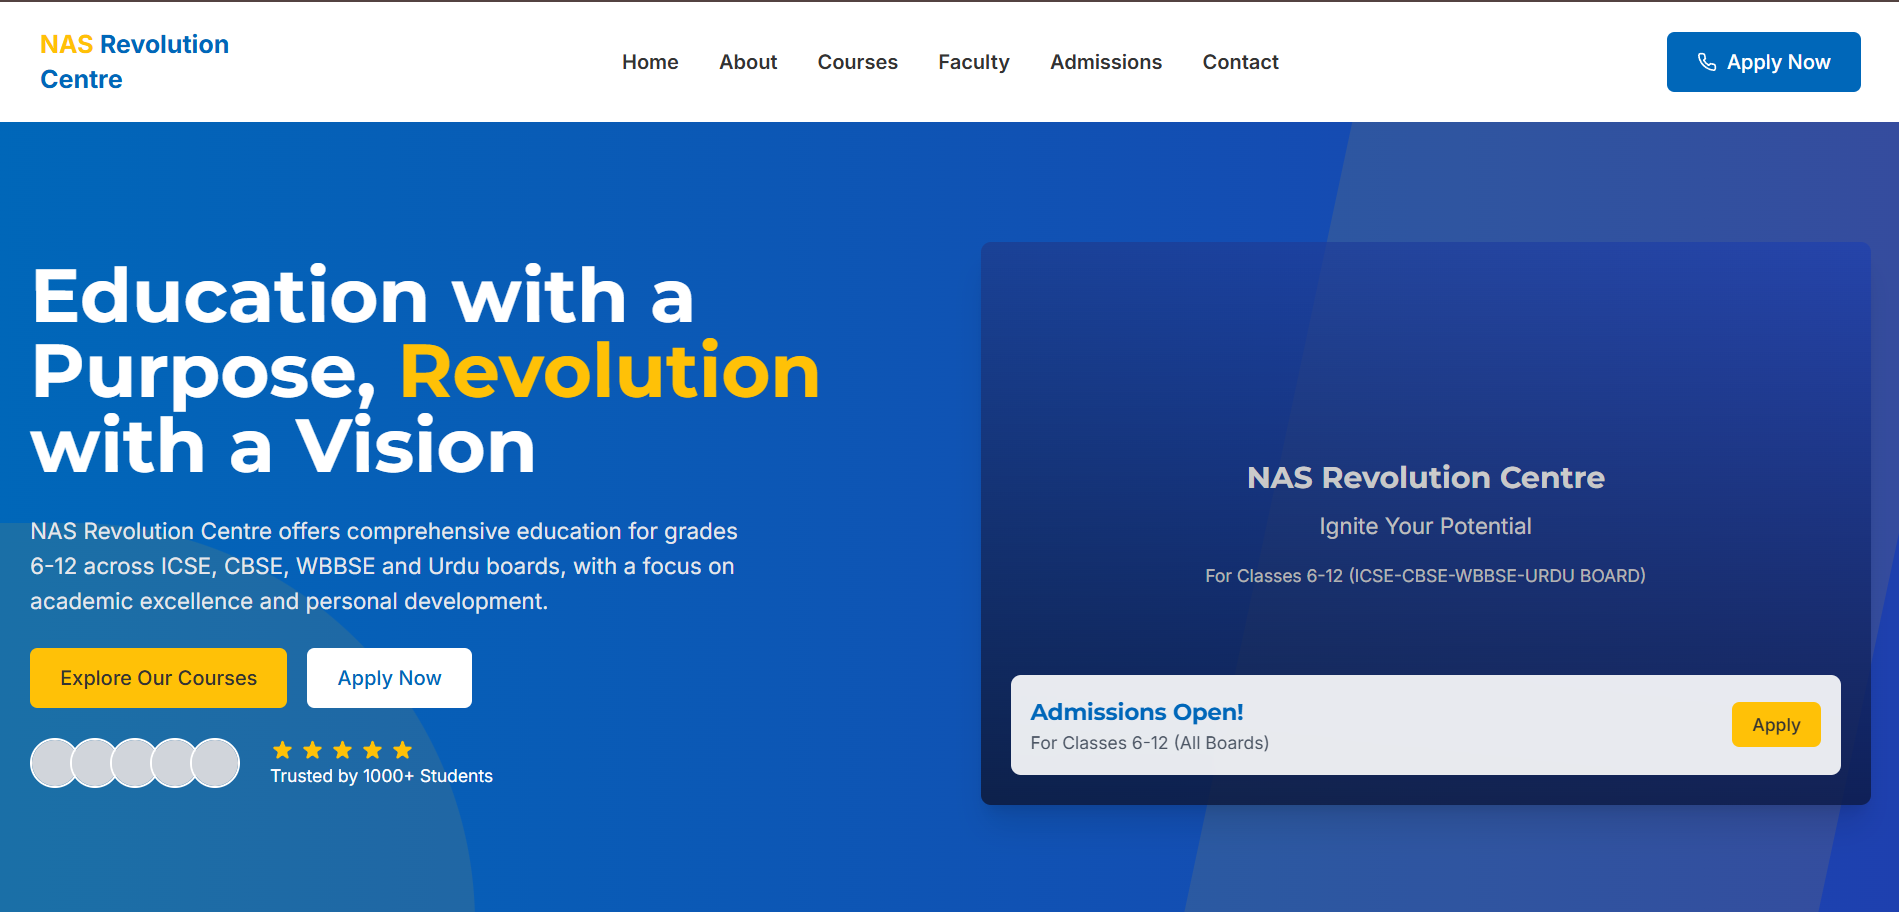 NAS Revolution
Centre
Home
About
Courses
Faculty
Admissions
Contact
Apply Now
Education with a
Purpose, Revolution
with a Vision
NAS Revolution Centre offers comprehensive education for grades
6-12 across ICSE, CBSE, WBBSE and Urdu boards, with a focus on
academic excellence and personal development.
Explore Our Courses
Apply Now
Trusted by 1000+ Students
NAS Revolution Centre
Ignite Your Potential
For Classes 6-12 (ICSE-CBSE-WBBSE-URDU BOARD)
Admissions Open!
For Classes 6-12 (All Boards)
Apply